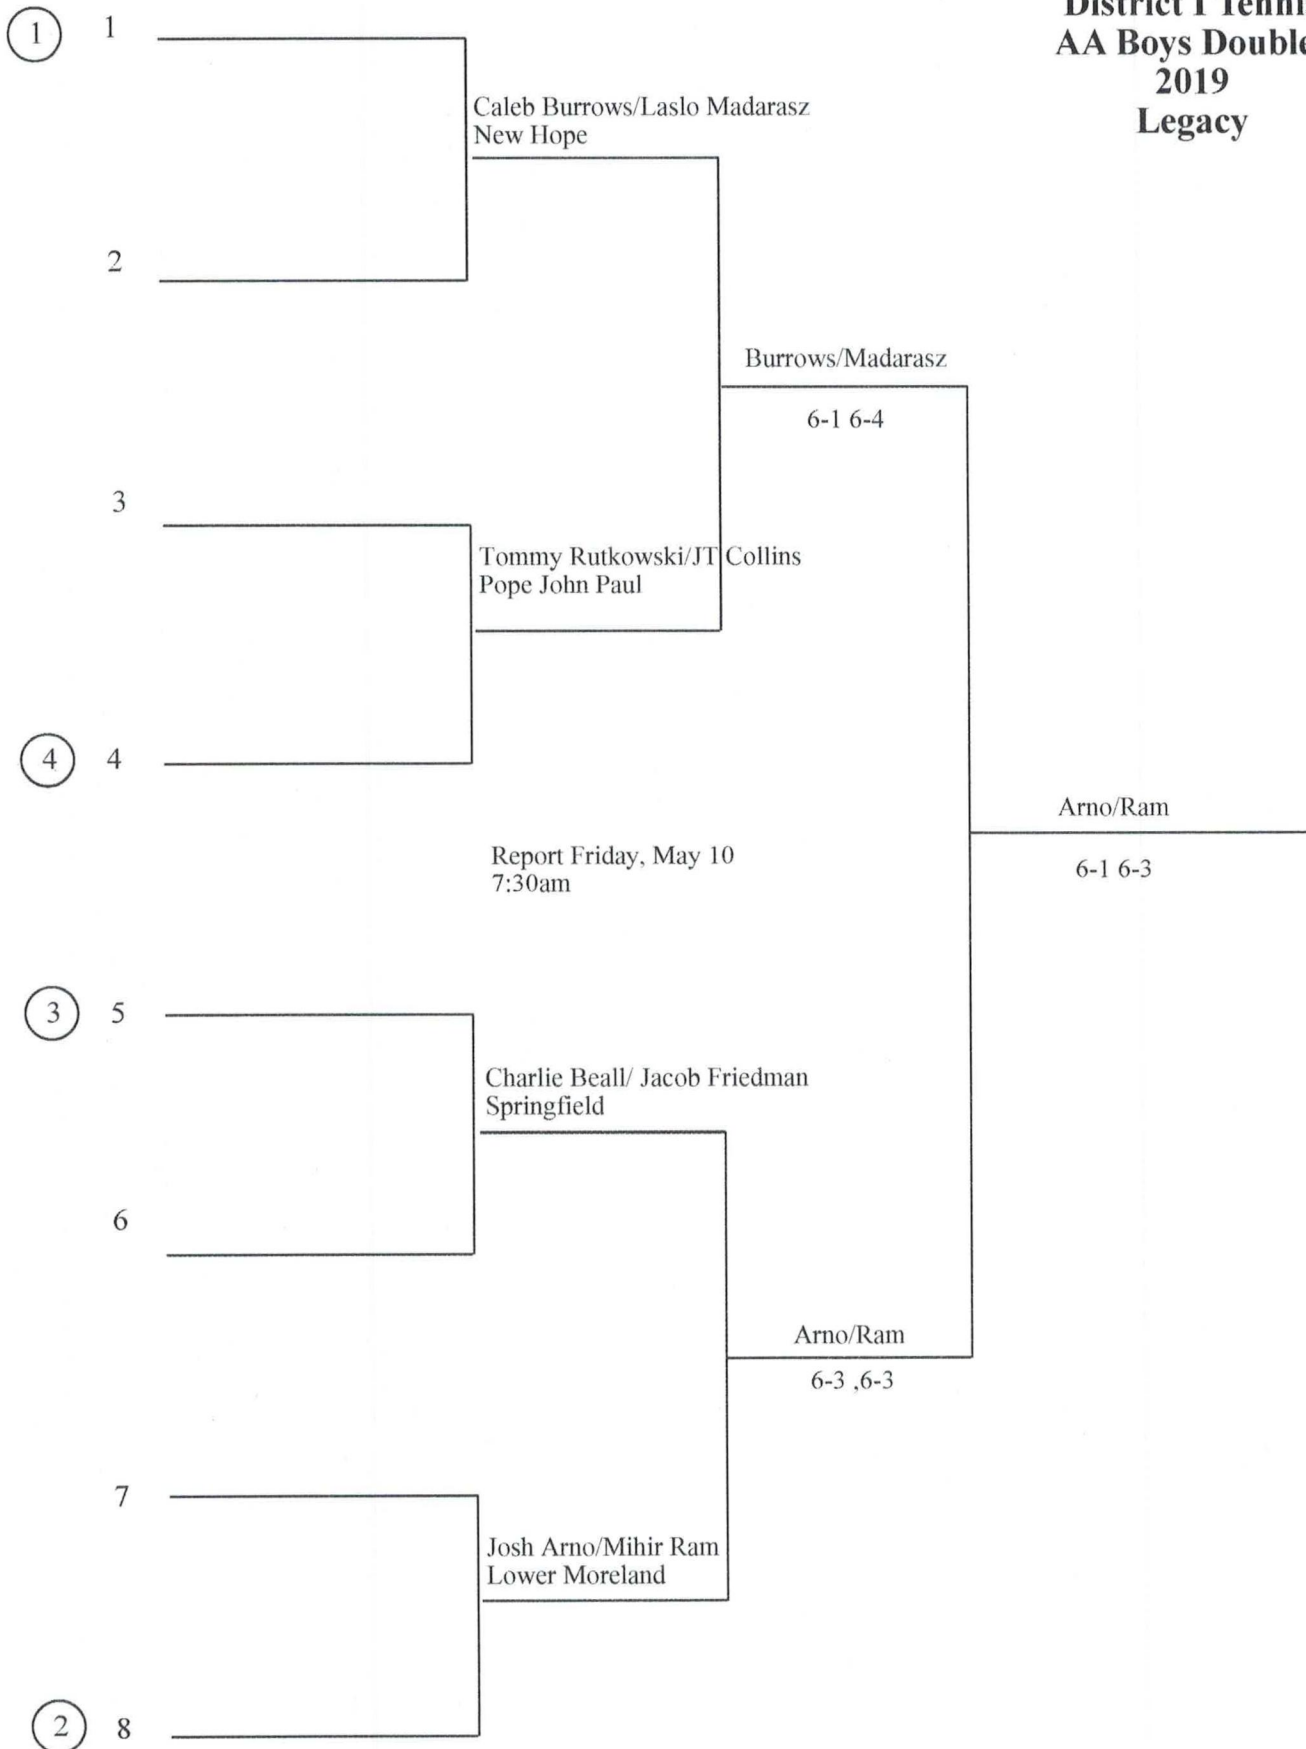 District 1 Tenni
AA Boys Double
2019
Legacy
1 1
Caleb Burrows/Laslo Madarasz
New Hope
2
Burrows/Madarasz
6-1 6-4
3
Tommy Rutkowski/JT Collins
Pope John Paul
4 4
Arno/Ram
6-1 6-3
Report Friday, May 10
7:30am
3 5
Charlie Beall/ Jacob Friedman
Springfield
6
Arno/Ram
6-3 ,6-3
7
Josh Arno/Mihir Ram
Lower Moreland
2 8